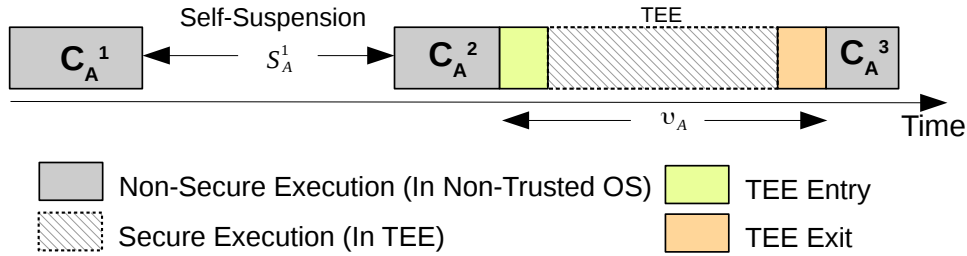 Self-Suspension
TEE
C_A^1
S_A^1
C_A^2
C_A^3
υ_A
Time
Non-Secure Execution (In Non-Trusted OS)
TEE Entry
Secure Execution (In TEE)
TEE Exit